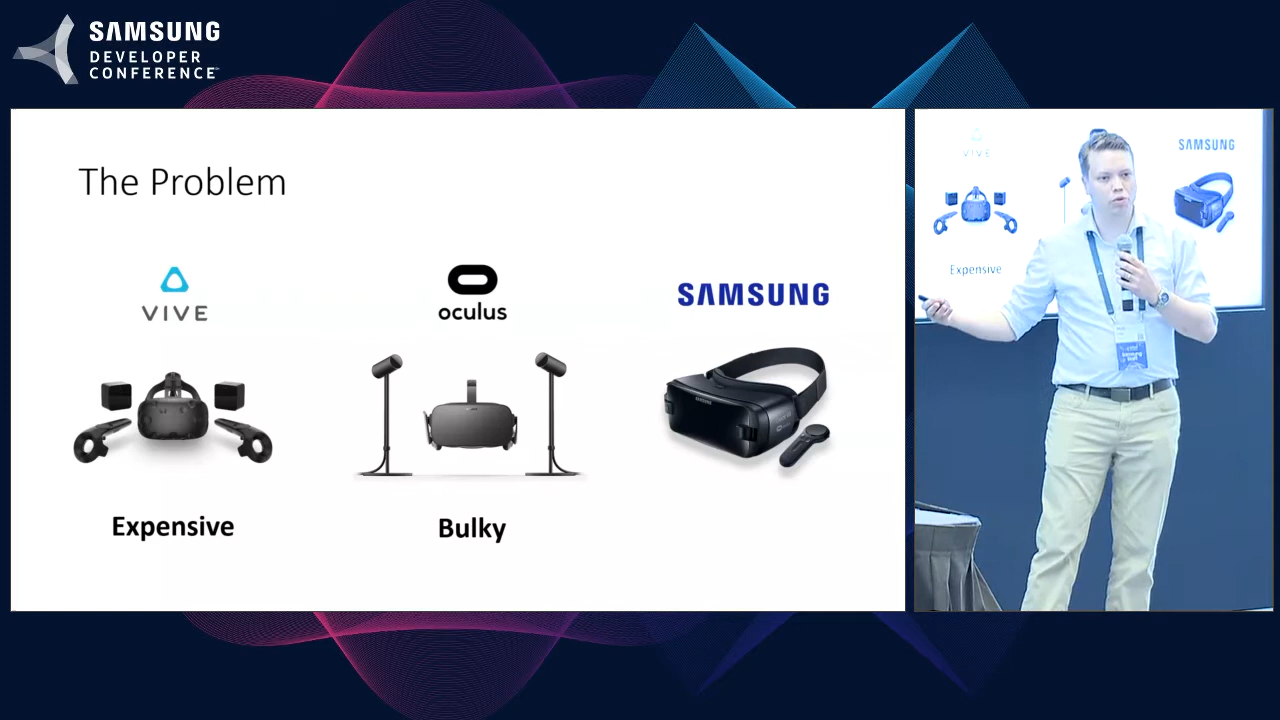 SAMSUNG
DEVELOPER
CONFERENCE
The Problem
VIVE
oculus
SAMSUNG
Expensive
Bulky
VIVE
SAMSUNG
Expensive